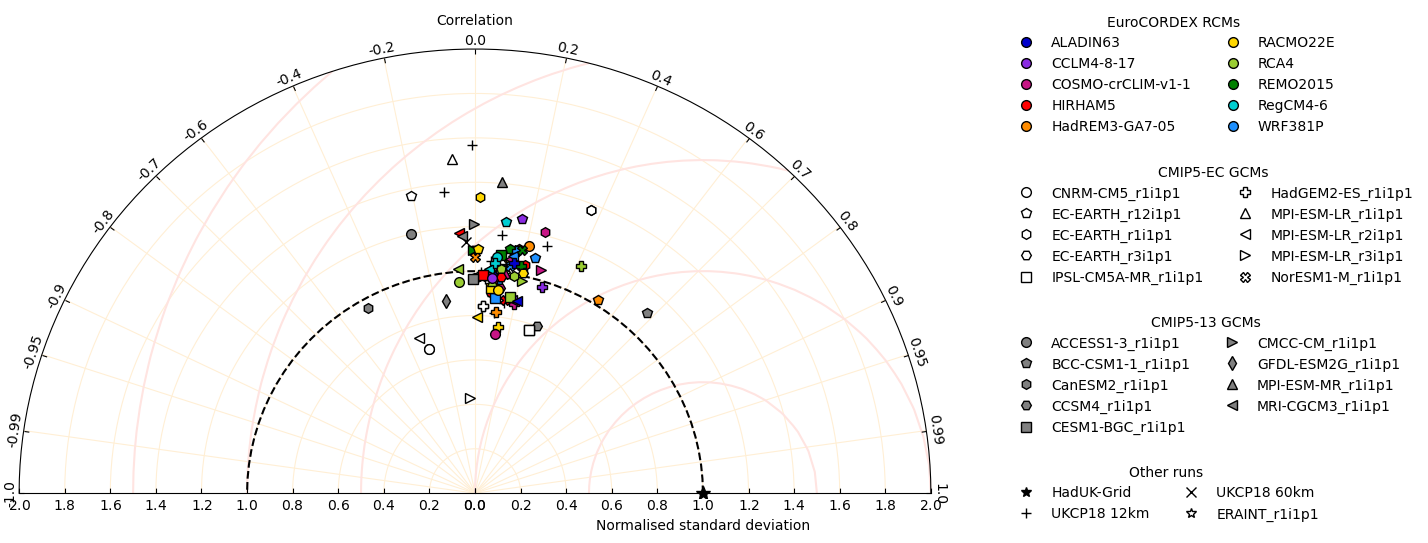 Correlation
0.0
-0.2
0.2
-0.4
0.4
-0.6
0.6
-0.7
0.7
-0.8
0.8
-0.9
0.9
-0.95
0.95
-0.99
0.99
-1.0
1.0
2.0 1.8 1.6 1.4 1.2 1.0 0.8 0.6 0.4 0.2 0.0 0.2 0.4 0.6 0.8 1.0 1.2 1.4 1.6 1.8 2.0
Normalised standard deviation
EuroCORDEX RCMs
ALADIN63 RACMO22E
CCLM4-8-17 RCA4
COSMO-crCLIM-v1-1 REMO2015
HIRHAM5 RegCM4-6
HadREM3-GA7-05 WRF381P
CMIP5-EC GCMs
CNRM-CM5_r1i1p1 HadGEM2-ES_r1i1p1
EC-EARTH_r12i1p1 MPI-ESM-LR_r1i1p1
EC-EARTH_r1i1p1 MPI-ESM-LR_r2i1p1
EC-EARTH_r3i1p1 MPI-ESM-LR_r3i1p1
IPSL-CM5A-MR_r1i1p1 NorESM1-M_r1i1p1
CMIP5-13 GCMs
ACCESS1-3_r1i1p1 CMCC-CM_r1i1p1
BCC-CSM1-1_r1i1p1 GFDL-ESM2G_r1i1p1
CanESM2_r1i1p1 MPI-ESM-MR_r1i1p1
CCSM4_r1i1p1 MRI-CGCM3_r1i1p1
CESM1-BGC_r1i1p1
Other runs
HadUK-Grid UKCP18 60km
UKCP18 12km ERAINT_r1i1p1